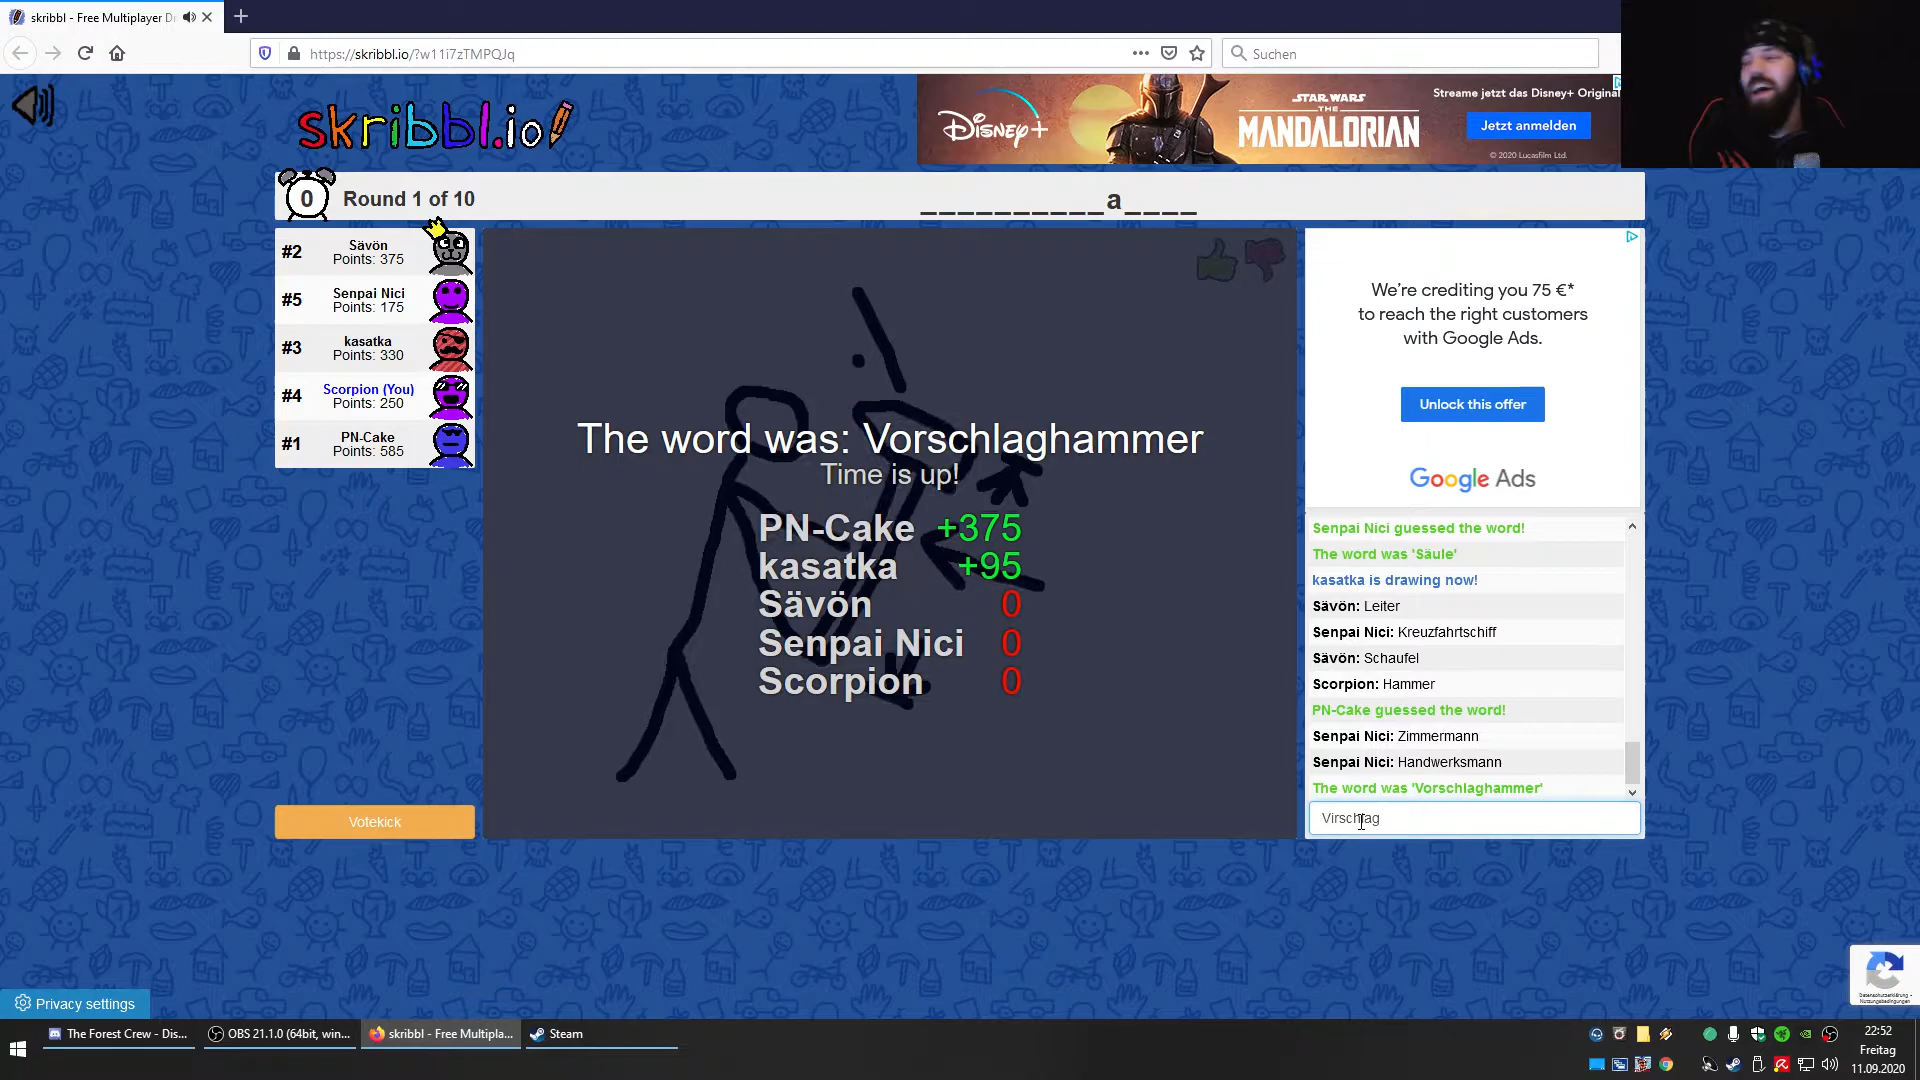 skribbl - Free Multiplayer D
https://skribbl.io/?w11i7zTMPQJq
Suchen
skribbl.io
Disney+
STAR WARS
THE
MANDALORIAN
Streame jetzt das Disney+ Original
Jetzt anmelden
© 2020 Lucasfilm Ltd.
0
Round 1 of 10
__________a____
#2
Sävön
Points: 375
#5
Senpai Nici
Points: 175
#3
kasatka
Points: 330
#4
Scorpion (You)
Points: 250
#1
PN-Cake
Points: 585
Votekick
The word was: Vorschlaghammer
Time is up!
PN-Cake +375
kasatka +95
Sävön 0
Senpai Nici 0
Scorpion 0
We're crediting you 75 €*
to reach the right customers
with Google Ads.
Unlock this offer
Google Ads
Senpai Nici guessed the word!
The word was 'Säule'
kasatka is drawing now!
Sävön: Leiter
Senpai Nici: Kreuzfahrtschiff
Sävön: Schaufel
Scorpion: Hammer
PN-Cake guessed the word!
Senpai Nici: Zimmermann
Senpai Nici: Handwerksmann
The word was 'Vorschlaghammer'
Virschlag
Datenschutzerklärung -
Nutzungsbedingungen
Privacy settings
The Forest Crew - Dis...
OBS 21.1.0 (64bit, win...
skribbl - Free Multipla...
Steam
22:52
Freitag
11.09.2020